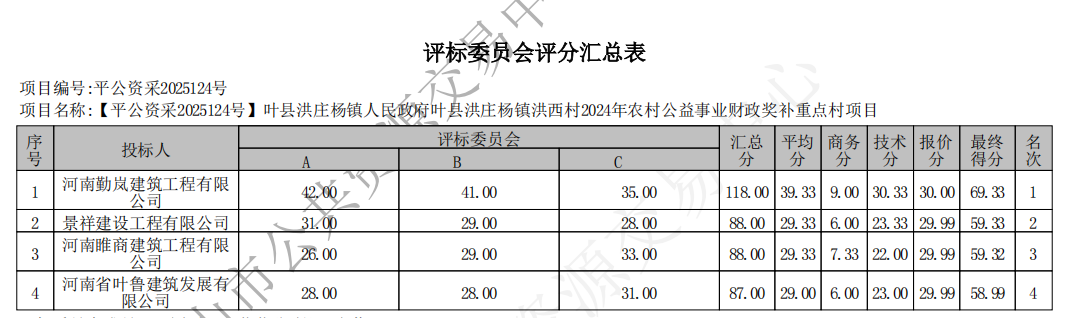 评标委员会评分汇总表
项目编号:平公资采2025124号
项目名称:【平公资采2025124号】叶县洪庄杨镇人民政府叶县洪庄杨镇洪西村2024年农村公益事业财政奖补重点村项目
序号 投标人 评标委员会 汇总分 平均分 商务分 技术分 报价分 最终得分 名次
A B C
1 河南勤岚建筑工程有限公司 42.00 41.00 35.00 118.00 39.33 9.00 30.33 30.00 69.33 1
2 景祥建设工程有限公司 31.00 29.00 28.00 88.00 29.33 6.00 23.33 29.99 59.33 2
3 河南睢商建筑工程有限公司 26.00 29.00 33.00 88.00 29.33 7.33 22.00 29.99 59.32 3
4 河南省叶鲁建筑发展有限公司 28.00 28.00 31.00 87.00 29.00 6.00 23.00 29.99 58.99 4